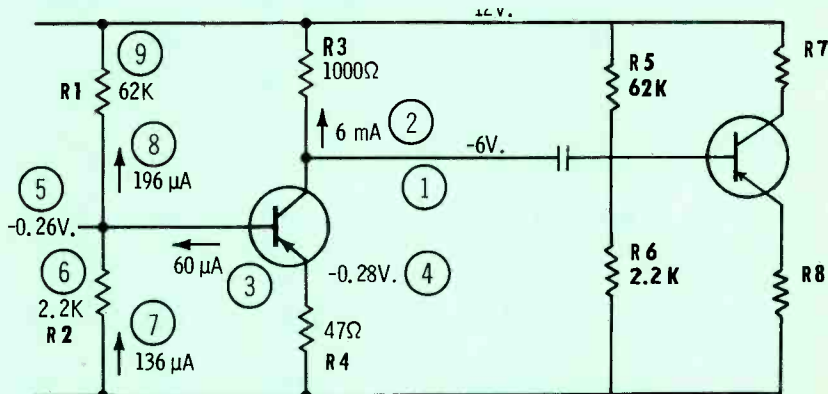 12 V.
9
R3
1000Ω
R1
62K
R5
62K
R7
6 mA
2
8
196 μA
-6V.
1
5
-0.26V.
6
2.2K
R2
60 μA
3
-0.28V.
4
R6
2.2K
R8
7
136 μA
47Ω
R4